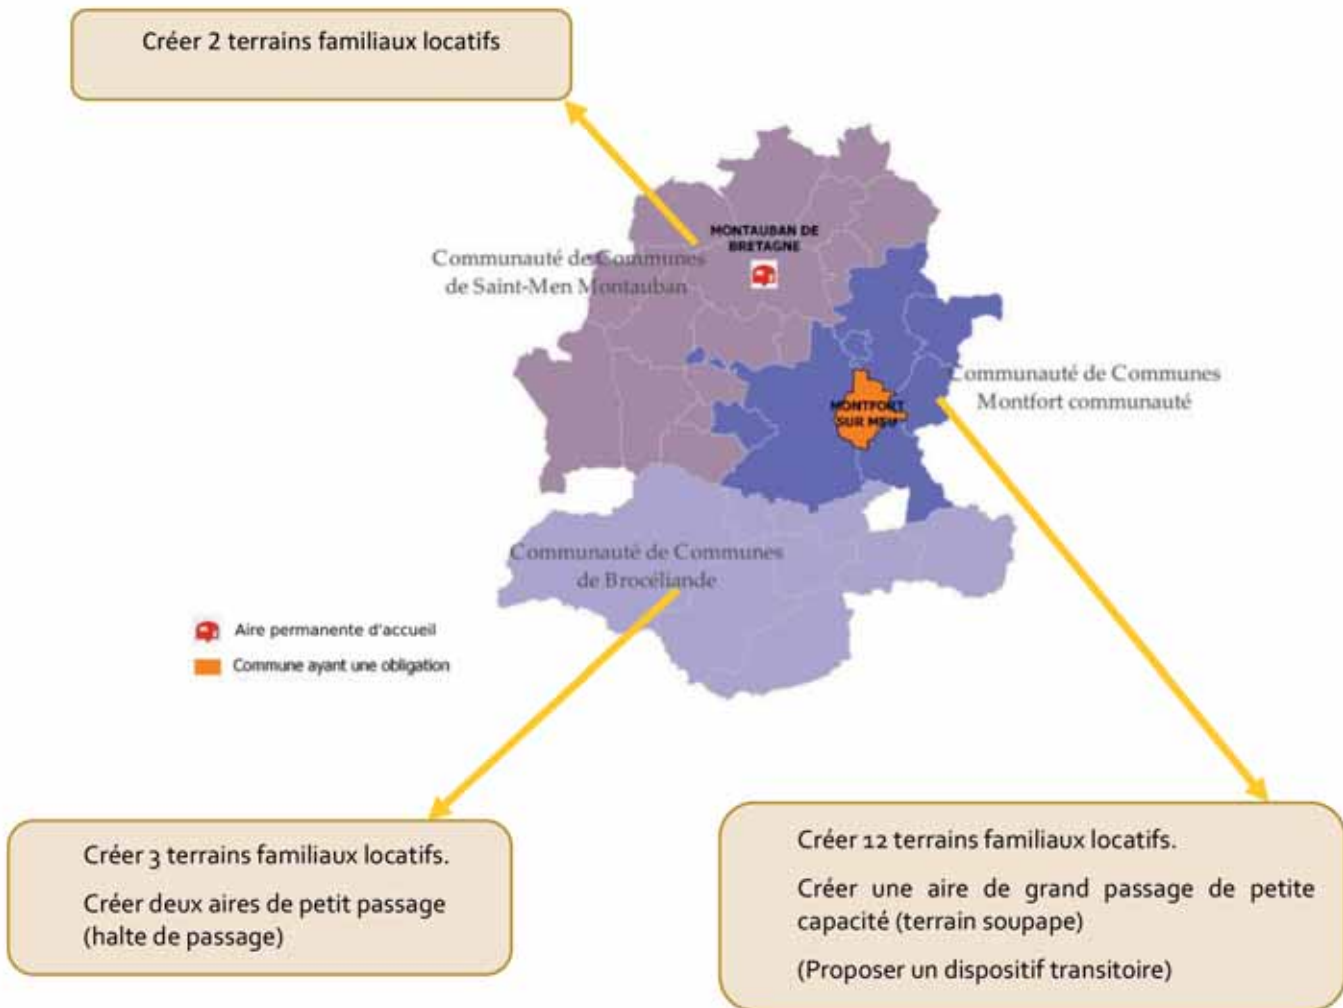 Créer 2 terrains familiaux locatifs
MONTAUBAN DE
BRETAGNE
Communauté de Communes
de Saint-Men Montauban
Communauté de Communes
Montfort communauté
MONTFORT
SUR MEU
Communauté de Communes
de Brocéliande
Aire permanente d'accueil
Commune ayant une obligation
Créer 3 terrains familiaux locatifs.
Créer deux aires de petit passage
(halte de passage)
Créer 12 terrains familiaux locatifs.
Créer une aire de grand passage de petite
capacité (terrain soupape)
(Proposer un dispositif transitoire)